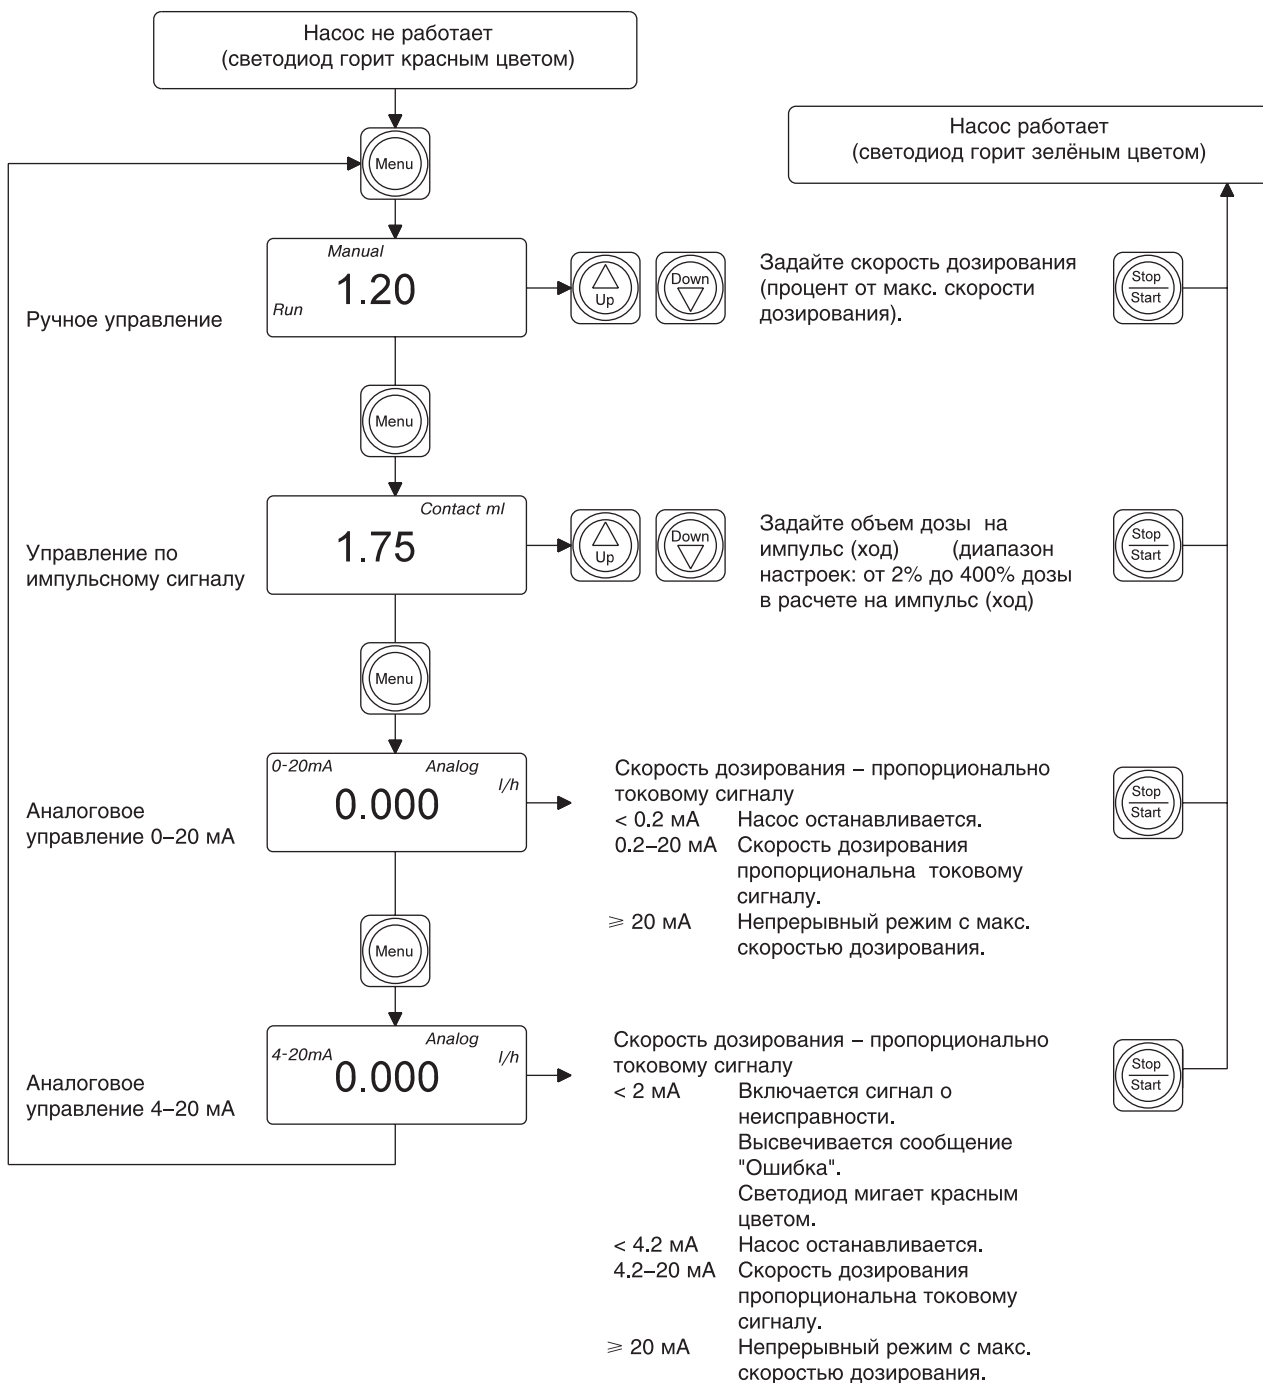 Насос не работает
(светодиод горит красным цветом)
Насос работает
(светодиод горит зелёным цветом)
Menu
Manual
1.20
Run
Ручное управление
Up
Down
Задайте скорость дозирования
(процент от макс. скорости
дозирования).
Stop
Start
Menu
Contact ml
1.75
Управление по
импульсному сигналу
Up
Down
Задайте объем дозы на
импульс (ход) (диапазон
настроек: от 2% до 400% дозы
в расчете на импульс (ход)
Stop
Start
Menu
0-20mA Analog
l/h
0.000
Аналоговое
управление 0–20 мА
Скорость дозирования – пропорционально
токовому сигналу
< 0.2 мА Насос останавливается.
0.2–20 мА Скорость дозирования
пропорциональна токовому
сигналу.
≥ 20 мА Непрерывный режим с макс.
скоростью дозирования.
Stop
Start
Menu
Analog
4-20mA l/h
0.000
Аналоговое
управление 4–20 мА
Скорость дозирования – пропорционально
токовому сигналу
< 2 мА Включается сигнал о
неисправности.
Высвечивается сообщение
"Ошибка".
Светодиод мигает красным
цветом.
< 4.2 мА Насос останавливается.
4.2–20 мА Скорость дозирования
пропорциональна токовому
сигналу.
≥ 20 мА Непрерывный режим с макс.
скоростью дозирования.
Stop
Start